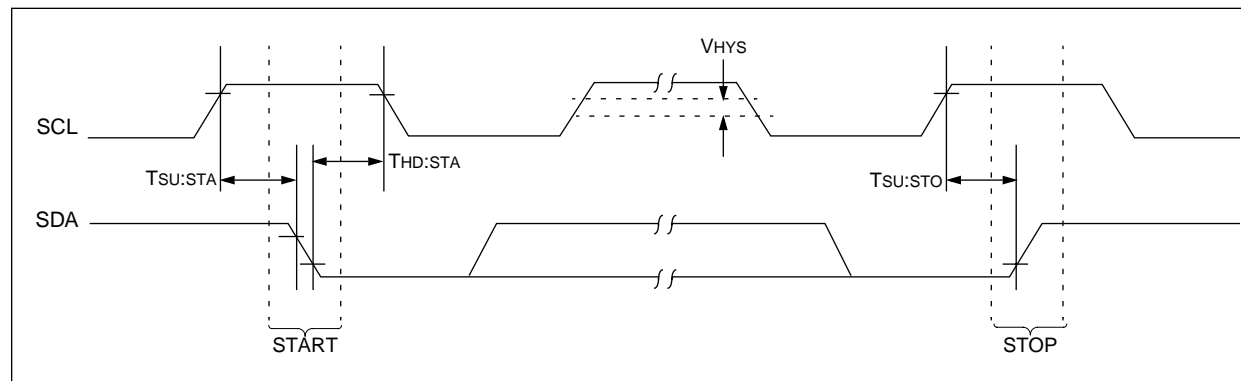 VHYS
SCL
THD:STA
TSU:STA
TSU:STO
SDA
START
STOP